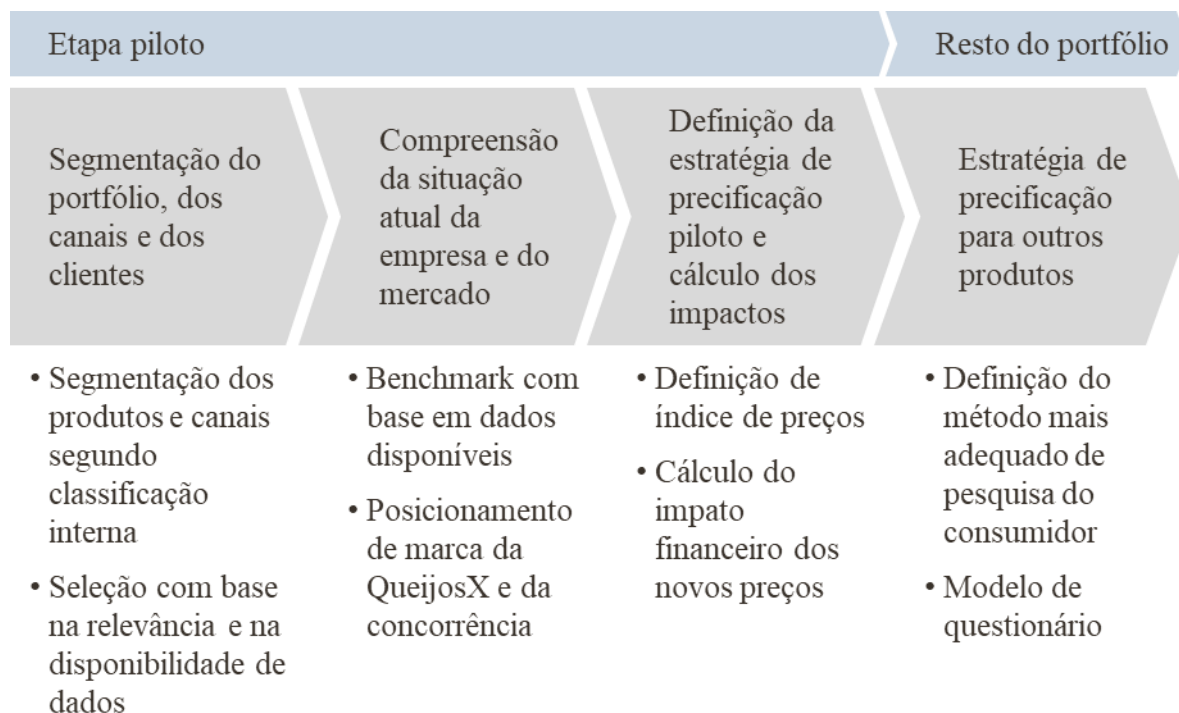 Etapa piloto
Resto do portfólio
Segmentação do
portfólio, dos
canais e dos
clientes
Compreensão
da situação
atual da
empresa e do
mercado
Definição da
estratégia de
precificação
piloto e
cálculo dos
impactos
Estratégia de
precificação
para outros
produtos
• Segmentação dos
produtos e canais
segundo
classificação
interna
• Seleção com base
na relevância e na
disponibilidade de
dados
• Benchmark com
base em dados
disponíveis
• Posicionamento
de marca da
QueijosX e da
concorrência
• Definição de
índice de preços
• Cálculo do
impato
financeiro dos
novos preços
• Definição do
método mais
adequado de
pesquisa do
consumidor
• Modelo de
questionário